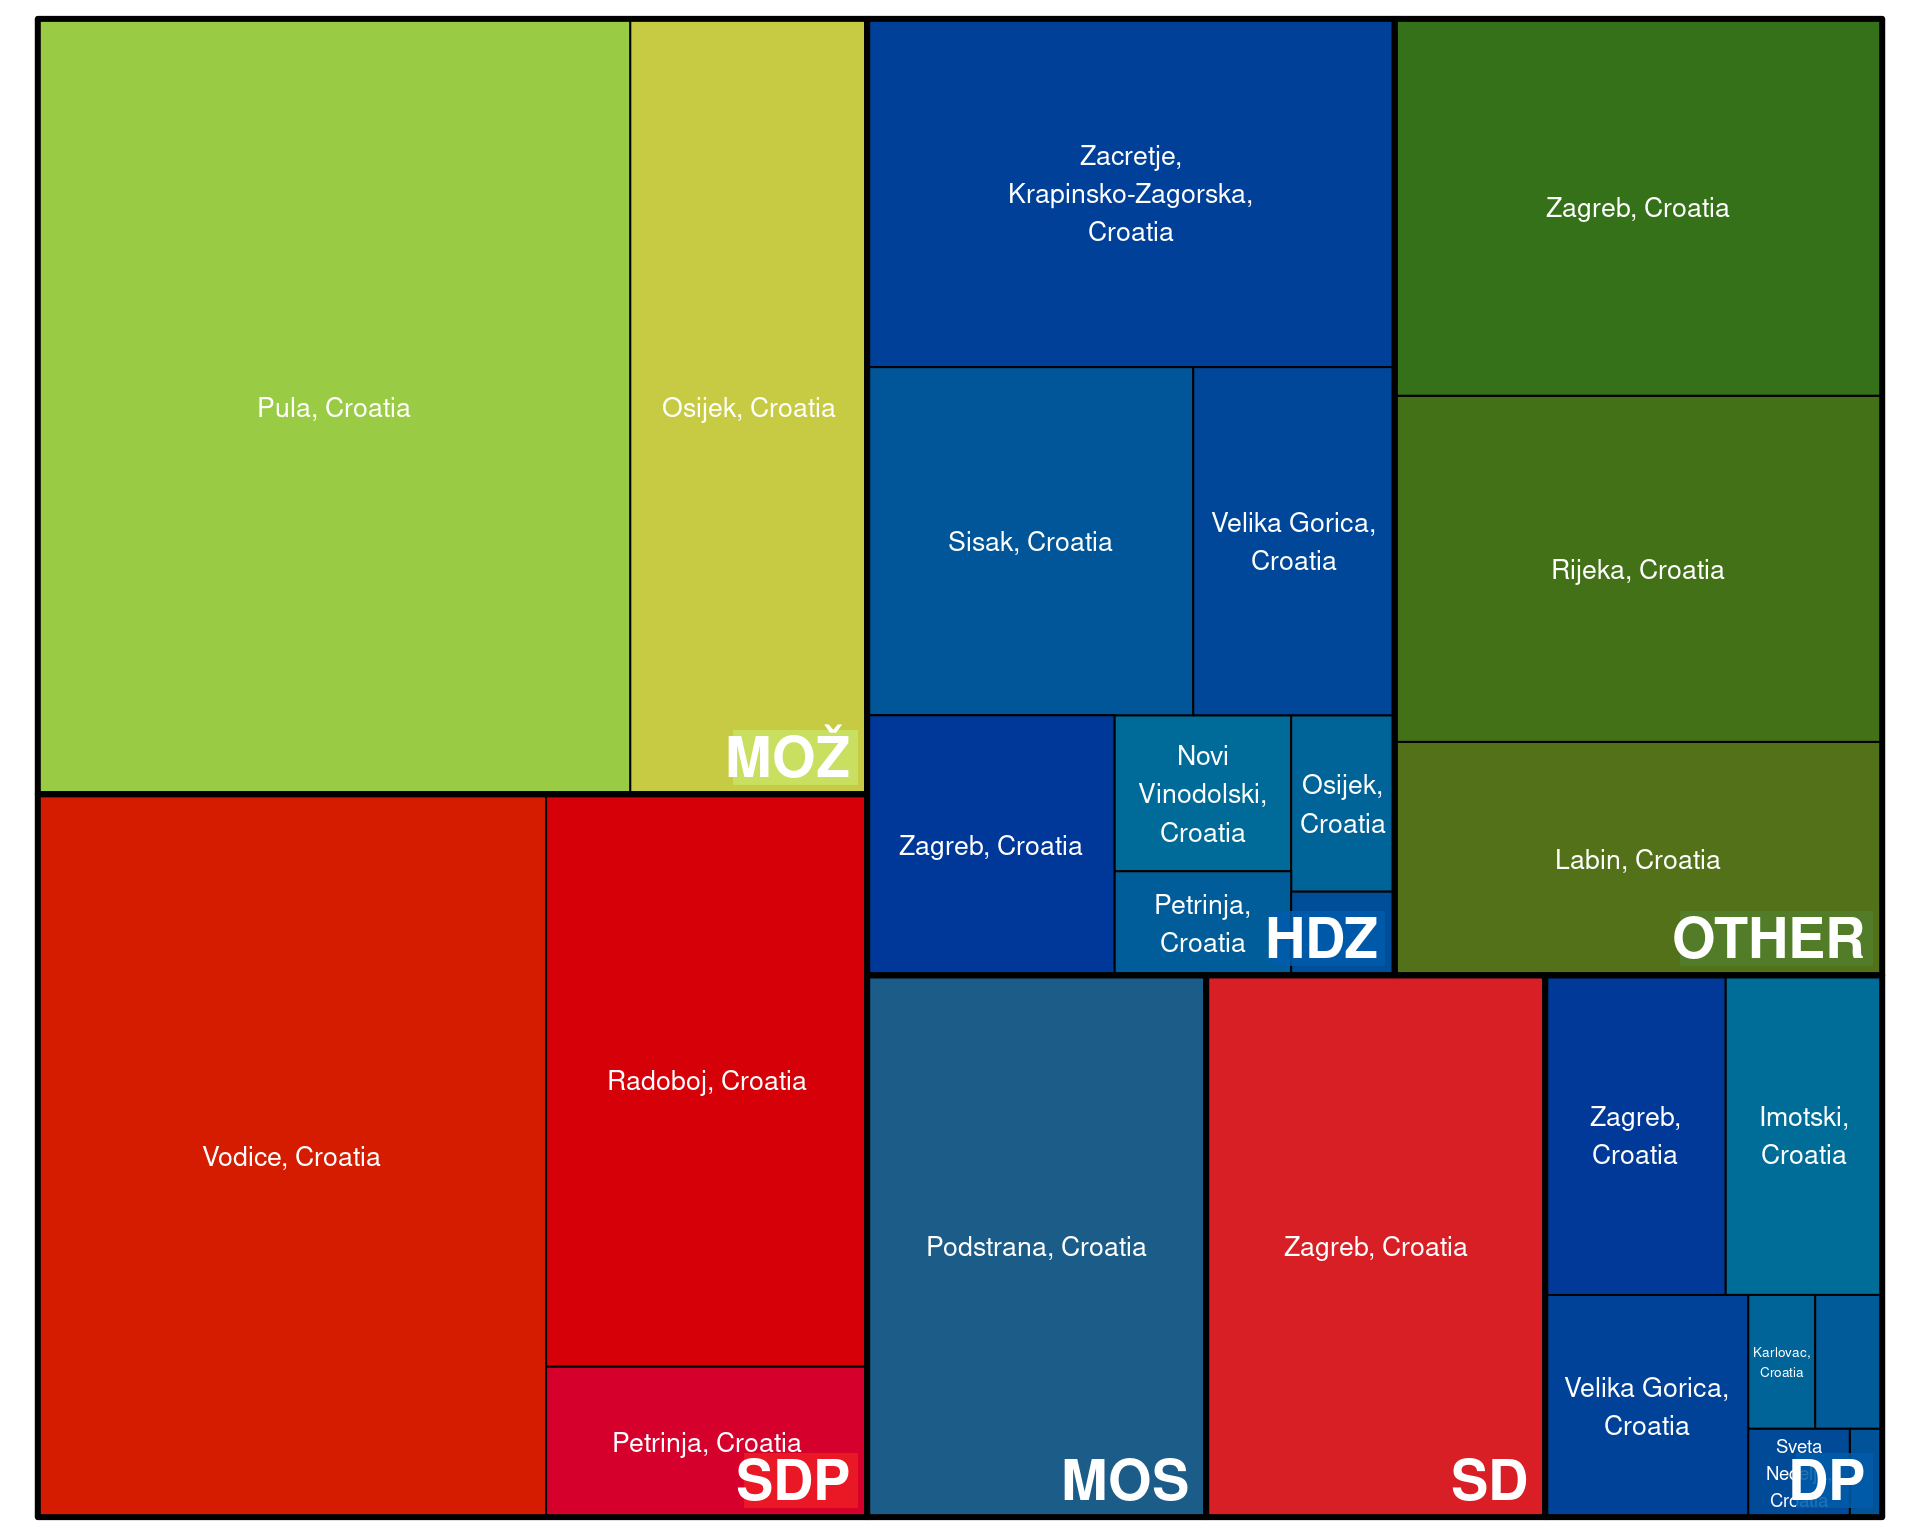 Pula, Croatia
Osijek, Croatia
MOŽ
Vodice, Croatia
Radoboj, Croatia
Petrinja, Croatia
SDP
Zacretje,
Krapinsko-Zagorska,
Croatia
Sisak, Croatia
Velika Gorica,
Croatia
Zagreb, Croatia
Novi
Vinodolski,
Croatia
Osijek,
Croatia
Petrinja,
Croatia
HDZ
Zagreb, Croatia
Rijeka, Croatia
Labin, Croatia
OTHER
Podstrana, Croatia
MOS
Zagreb, Croatia
SD
Zagreb,
Croatia
Imotski,
Croatia
Velika Gorica,
Croatia
Karlovac,
Croatia
Sveta
Croatia
DP